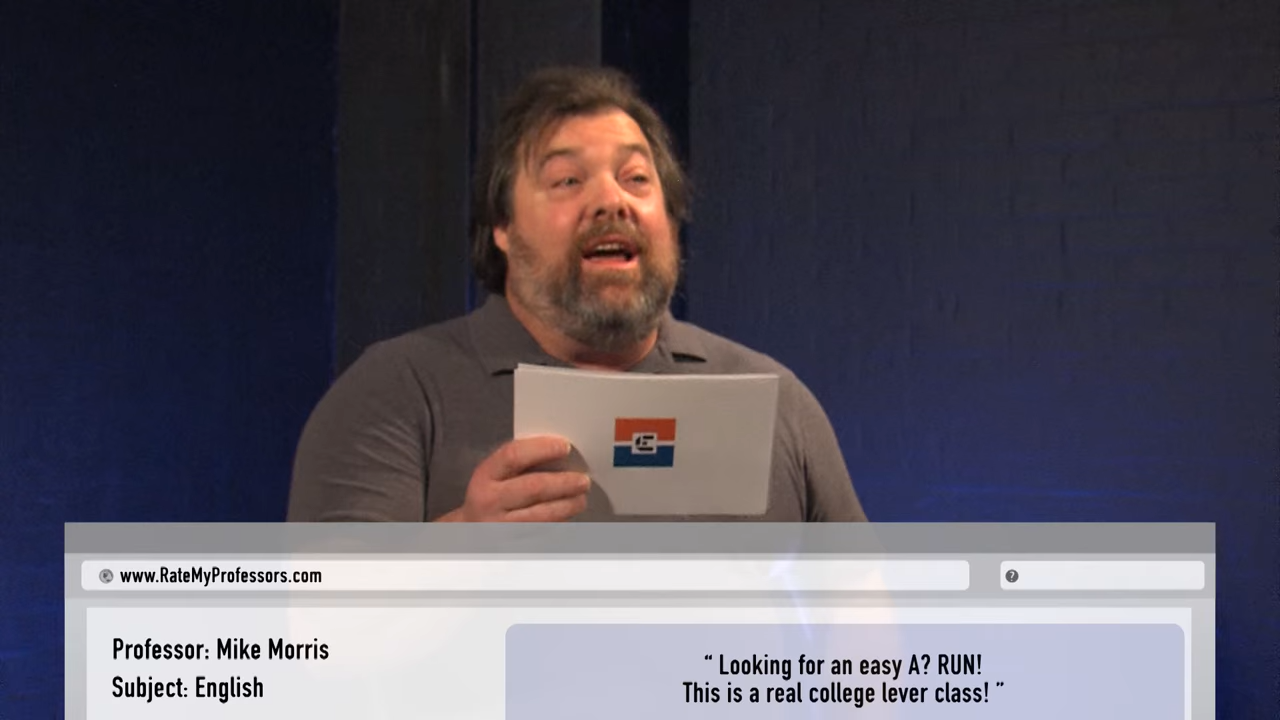 E
www.RateMyProfessors.com
?
Professor: Mike Morris
Subject: English
“ Looking for an easy A? RUN!
This is a real college lever class! ”